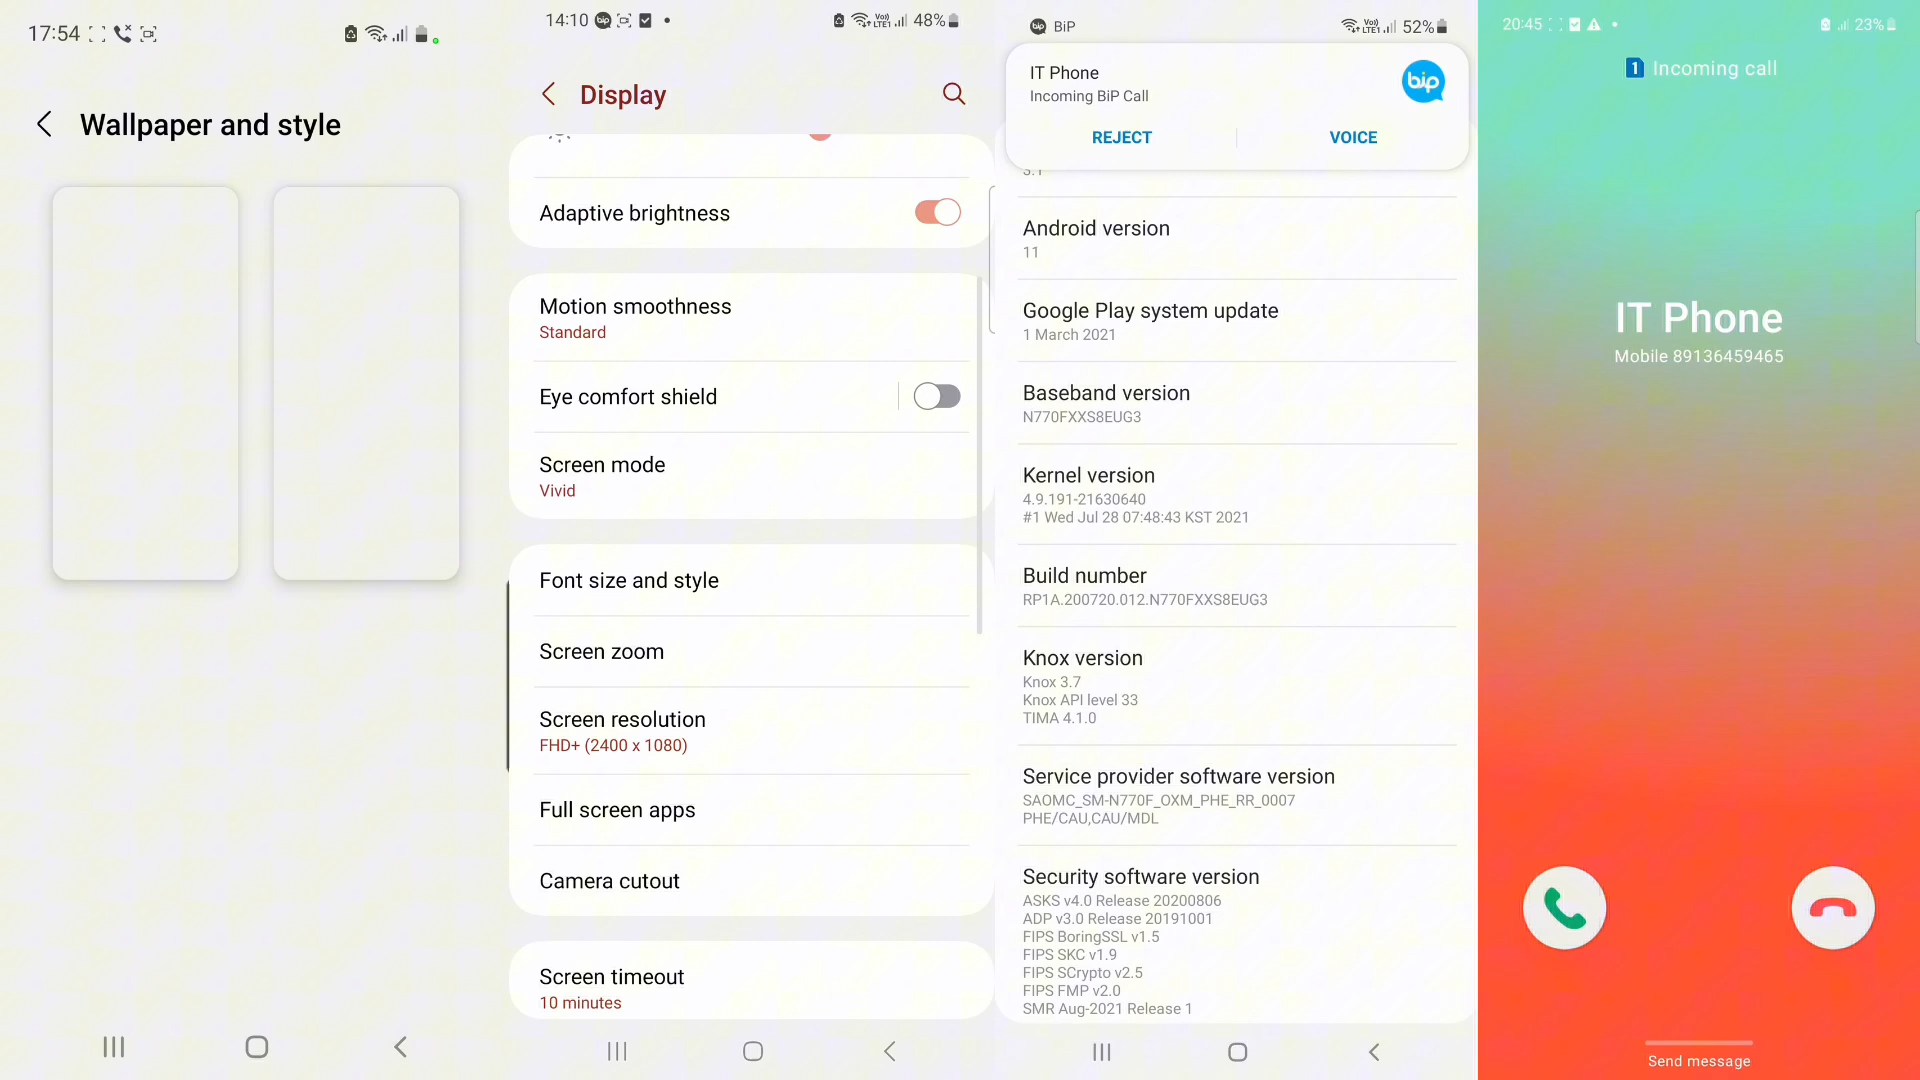 17:54
Wallpaper and style
14:10
48%
Display
Adaptive brightness
Motion smoothness
Standard
Eye comfort shield
Screen mode
Vivid
Font size and style
Screen zoom
Screen resolution
FHD+ (2400 x 1080)
Full screen apps
Camera cutout
Screen timeout
10 minutes
bip BiP
Vo)) LTE1 52%
IT Phone
Incoming BiP Call
bip
REJECT
VOICE
3.1
Android version
11
Google Play system update
1 March 2021
Baseband version
N770FXXS8EUG3
Kernel version
4.9.191-21630640
#1 Wed Jul 28 07:48:43 KST 2021
Build number
RP1A.200720.012.N770FXXS8EUG3
Knox version
Knox 3.7
Knox API level 33
TIMA 4.1.0
Service provider software version
SAOMC_SM-N770F_OXM_PHE_RR_0007
PHE/CAU,CAU/MDL
Security software version
ASKS v4.0 Release 20200806
ADP v3.0 Release 20191001
FIPS BoringSSL v1.5
FIPS SKC v1.9
FIPS SCrypto v2.5
FIPS FMP v2.0
SMR Aug-2021 Release 1
20:45
23%
1 Incoming call
IT Phone
Mobile 89136459465
Send message